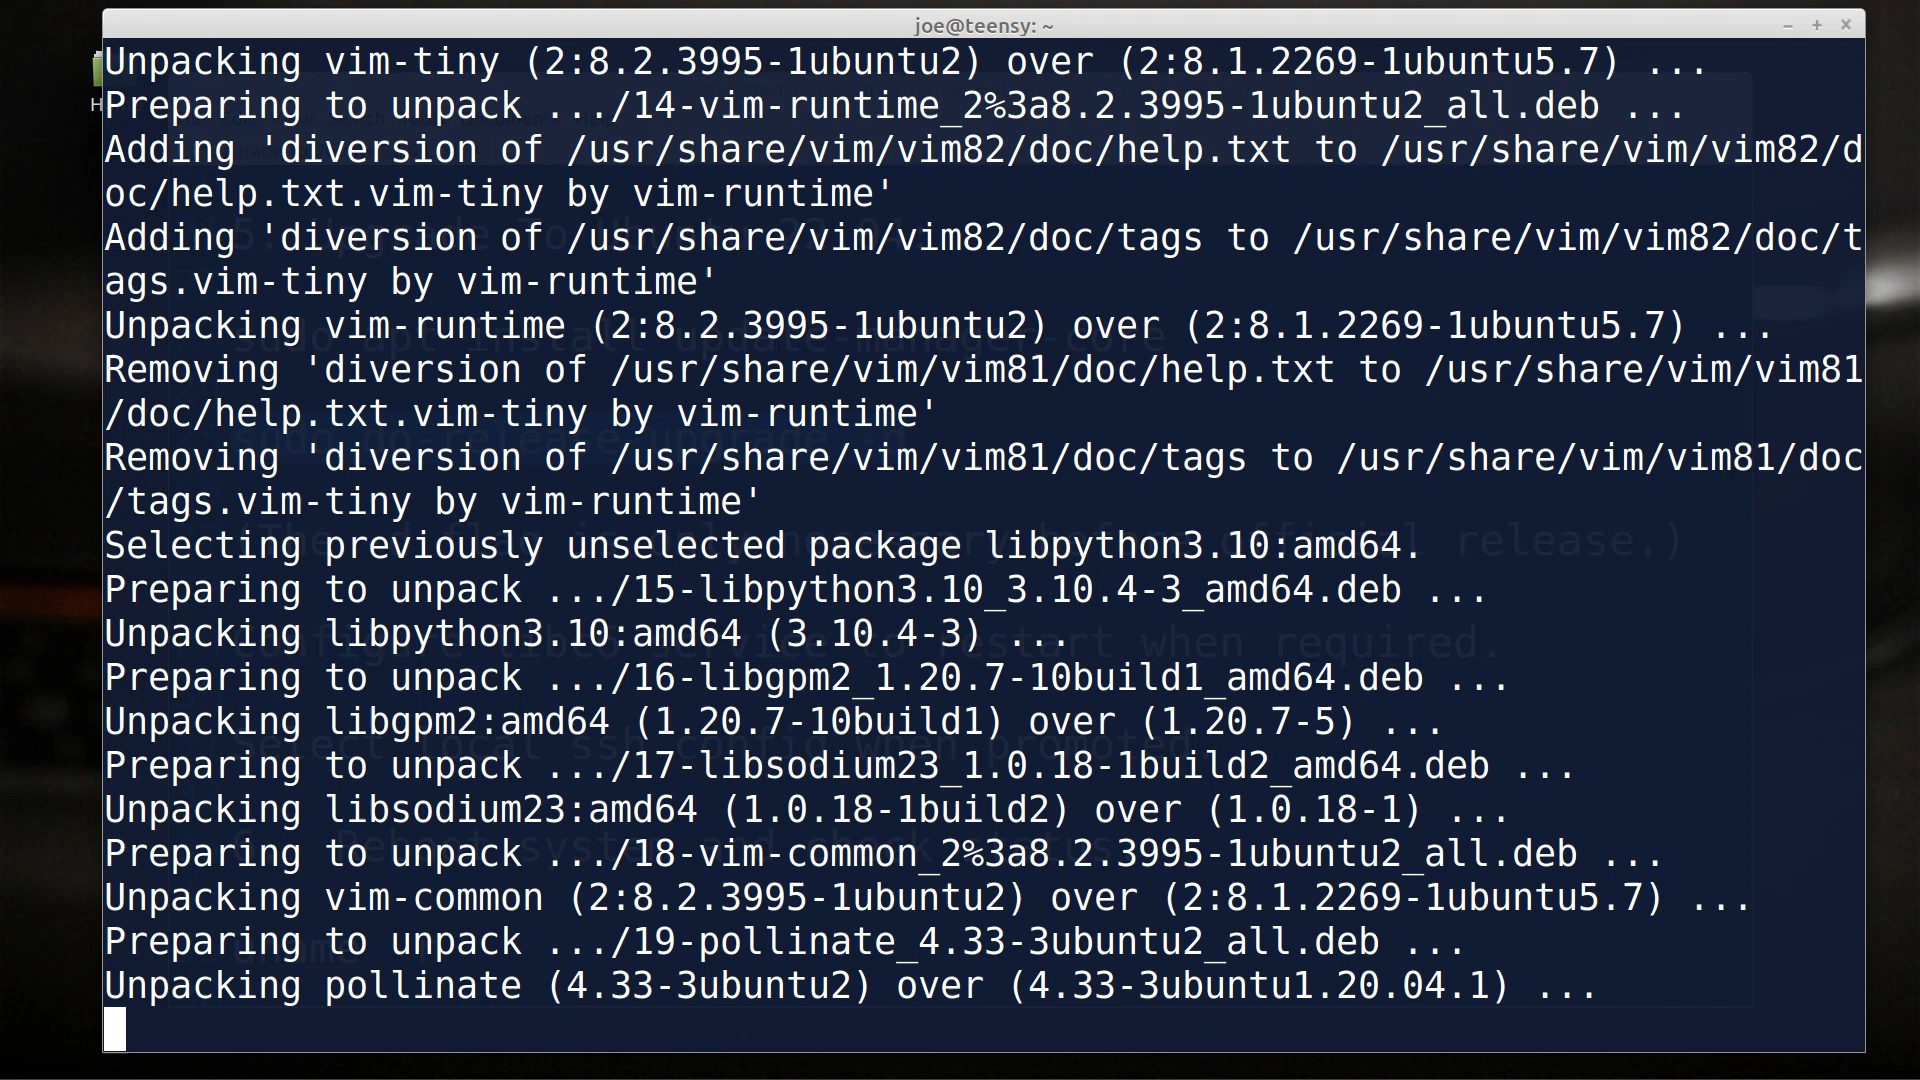 joe@teensy: ~
Unpacking vim-tiny (2:8.2.3995-1ubuntu2) over (2:8.1.2269-1ubuntu5.7) ...
Preparing to unpack .../14-vim-runtime_2%3a8.2.3995-1ubuntu2_all.deb ...
Adding 'diversion of /usr/share/vim/vim82/doc/help.txt to /usr/share/vim/vim82/d
oc/help.txt.vim-tiny by vim-runtime'
Adding 'diversion of /usr/share/vim/vim82/doc/tags to /usr/share/vim/vim82/doc/t
ags.vim-tiny by vim-runtime'
Unpacking vim-runtime (2:8.2.3995-1ubuntu2) over (2:8.1.2269-1ubuntu5.7) ...
Removing 'diversion of /usr/share/vim/vim81/doc/help.txt to /usr/share/vim/vim81
/doc/help.txt.vim-tiny by vim-runtime'
Removing 'diversion of /usr/share/vim/vim81/doc/tags to /usr/share/vim/vim81/doc
/tags.vim-tiny by vim-runtime'
Selecting previously unselected package libpython3.10:amd64.
Preparing to unpack .../15-libpython3.10_3.10.4-3_amd64.deb ...
Unpacking libpython3.10:amd64 (3.10.4-3) ...
Preparing to unpack .../16-libgpm2_1.20.7-10build1_amd64.deb ...
Unpacking libgpm2:amd64 (1.20.7-10build1) over (1.20.7-5) ...
Preparing to unpack .../17-libsodium23_1.0.18-1build2_amd64.deb ...
Unpacking libsodium23:amd64 (1.0.18-1build2) over (1.0.18-1) ...
Preparing to unpack .../18-vim-common_2%3a8.2.3995-1ubuntu2_all.deb ...
Unpacking vim-common (2:8.2.3995-1ubuntu2) over (2:8.1.2269-1ubuntu5.7) ...
Preparing to unpack .../19-pollinate_4.33-3ubuntu2_all.deb ...
Unpacking pollinate (4.33-3ubuntu2) over (4.33-3ubuntu1.20.04.1) ...